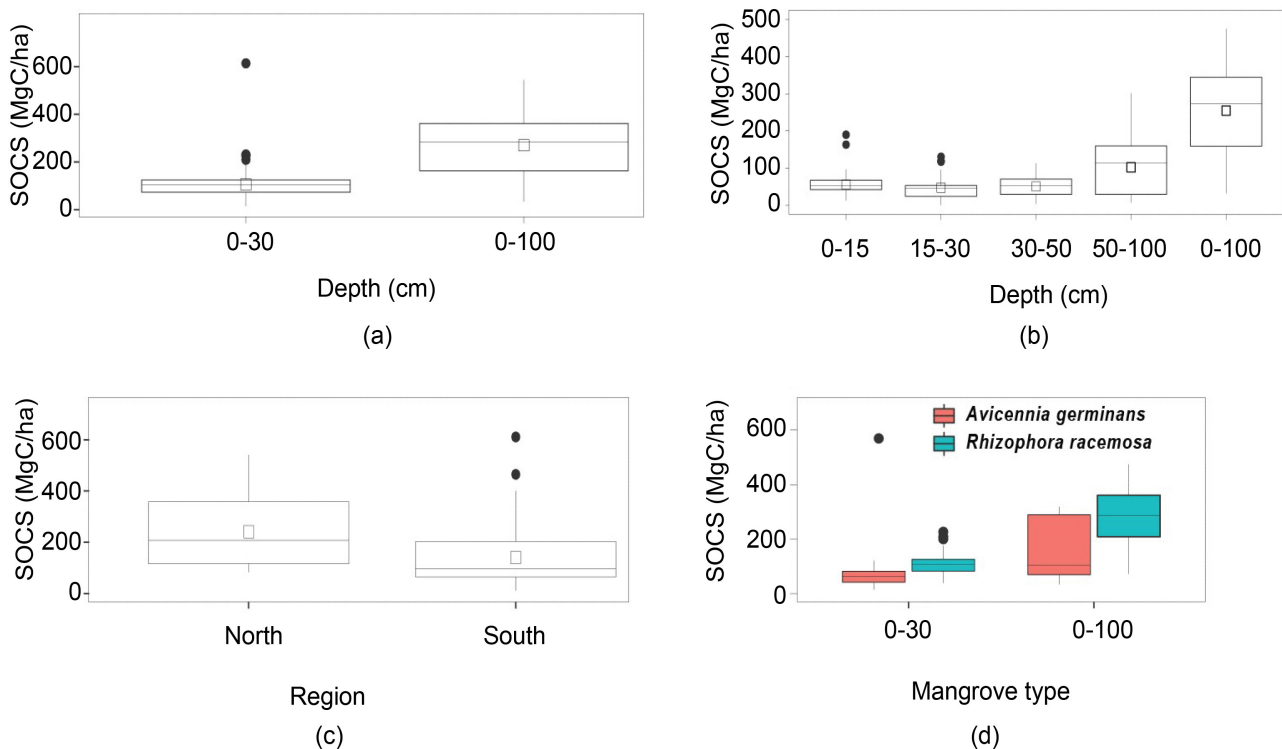 SOCS (MgC/ha)
600
400
200
0
0-30 0-100
Depth (cm)
(a)
SOCS (MgC/ha)
500
400
300
200
100
0
0-15 15-30 30-50 50-100 0-100
Depth (cm)
(b)
SOCS (MgC/ha)
600
400
200
0
North South
Region
(c)
SOCS (MgC/ha)
600
400
200
0
Avicennia germinans
Rhizophora racemosa
0-30 0-100
Mangrove type
(d)